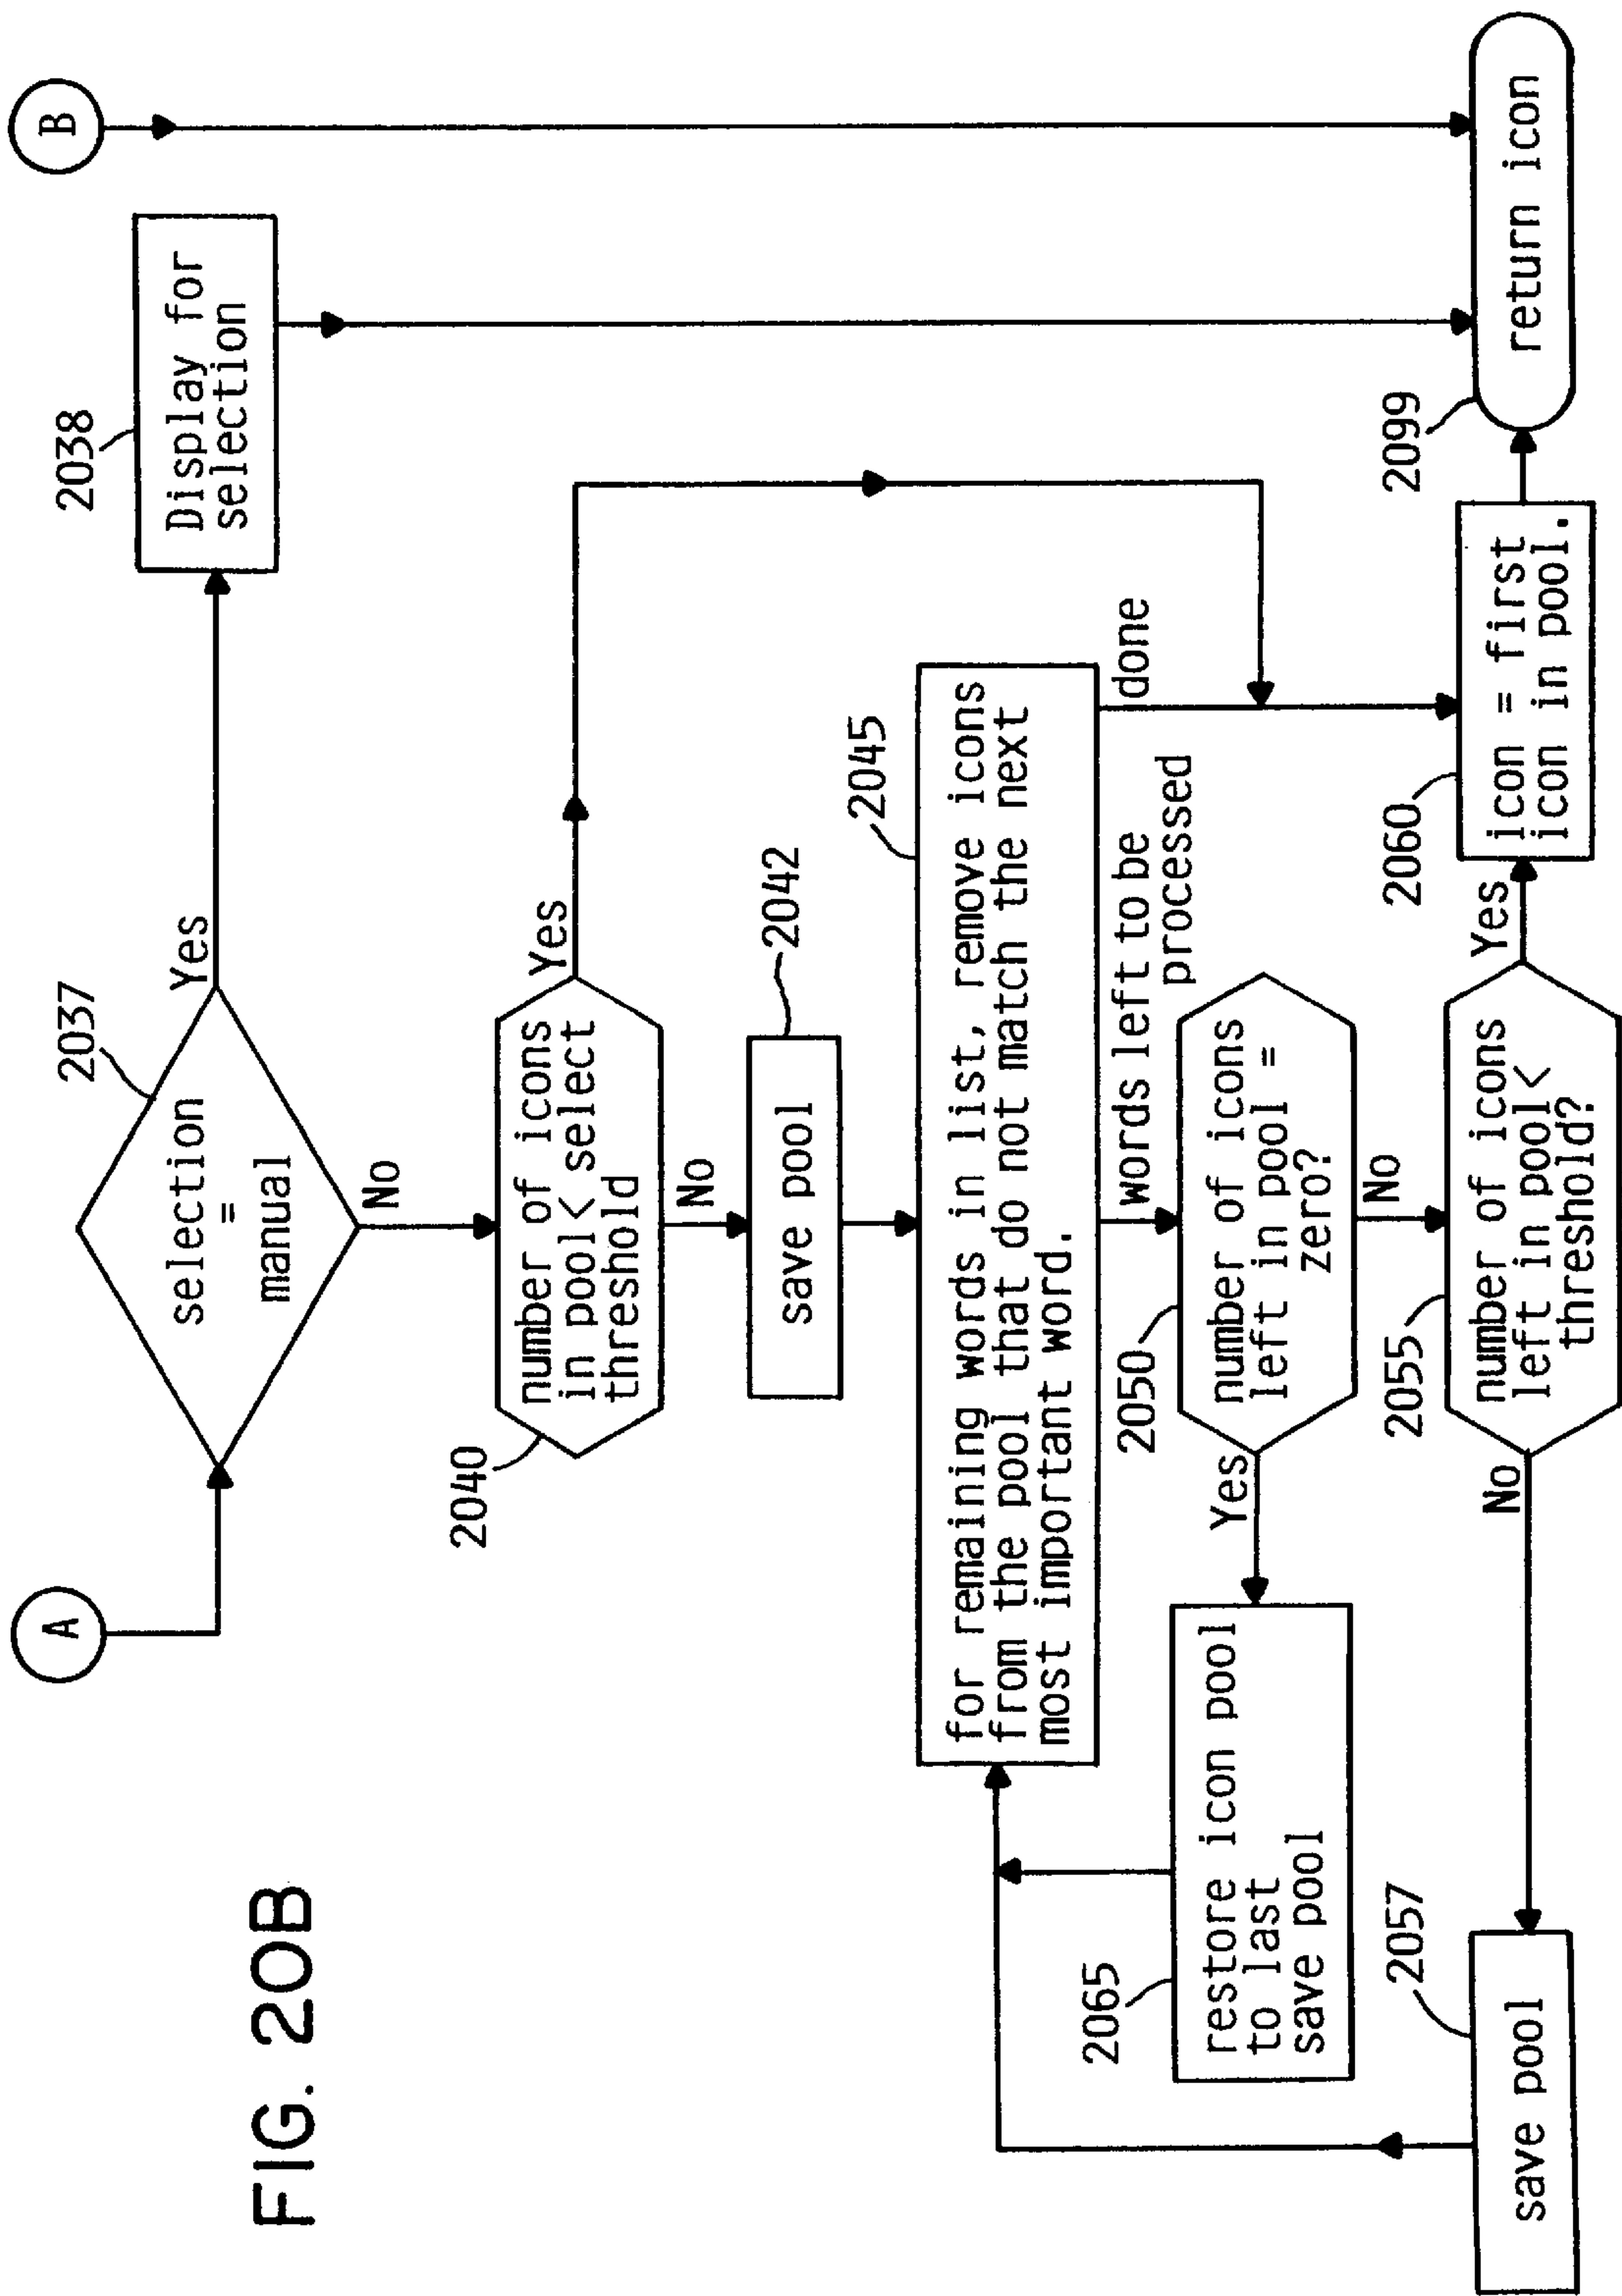 FIG. 20B
A
B
2037
selection
=
manual
Yes
No
2038
Display for
selection
2040
number of icons
in pool< select
threshold
Yes
No
2042
save pool
2045
for remaining words in list, remove icons
from the pool that do not match the next
most important word.
done
words left to be
processed
2050
number of icons
left in pool =
zero?
Yes
No
2065
restore icon pool
to last
save pool
2055
number of icons
left in pool<
threshold?
Yes
No
2057
save pool
2060
icon = first
icon in pool.
2099
return icon